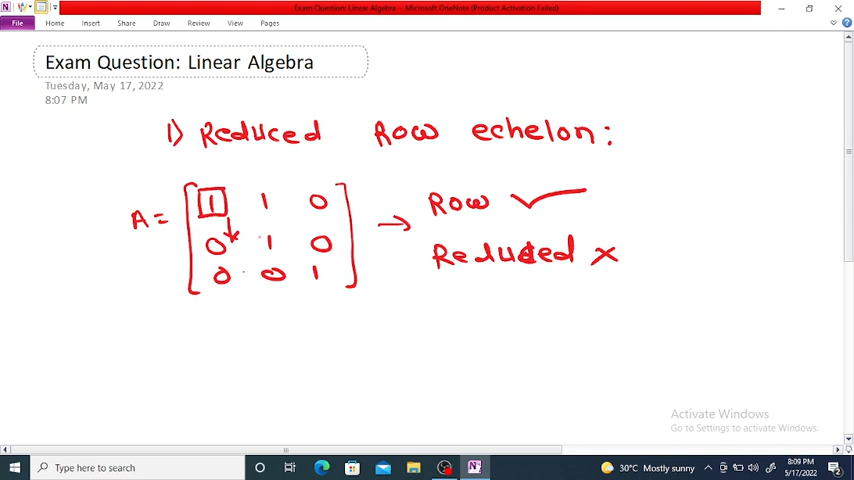 Exam Question: Linear Algebra - Microsoft OneNote (Product Activation Failed)
File Home Insert Share Draw Review View Pages
Exam Question: Linear Algebra
Tuesday, May 17, 2022
8:07 PM
1) Reduced Row echelon:
A = [ 1 1 0
0 1 0
0 0 1 ]
→ Row ✓
Reduced ×
Activate Windows
Go to Settings to activate Windows.
Type here to search
30°C Mostly sunny
8:09 PM
5/17/2022
2